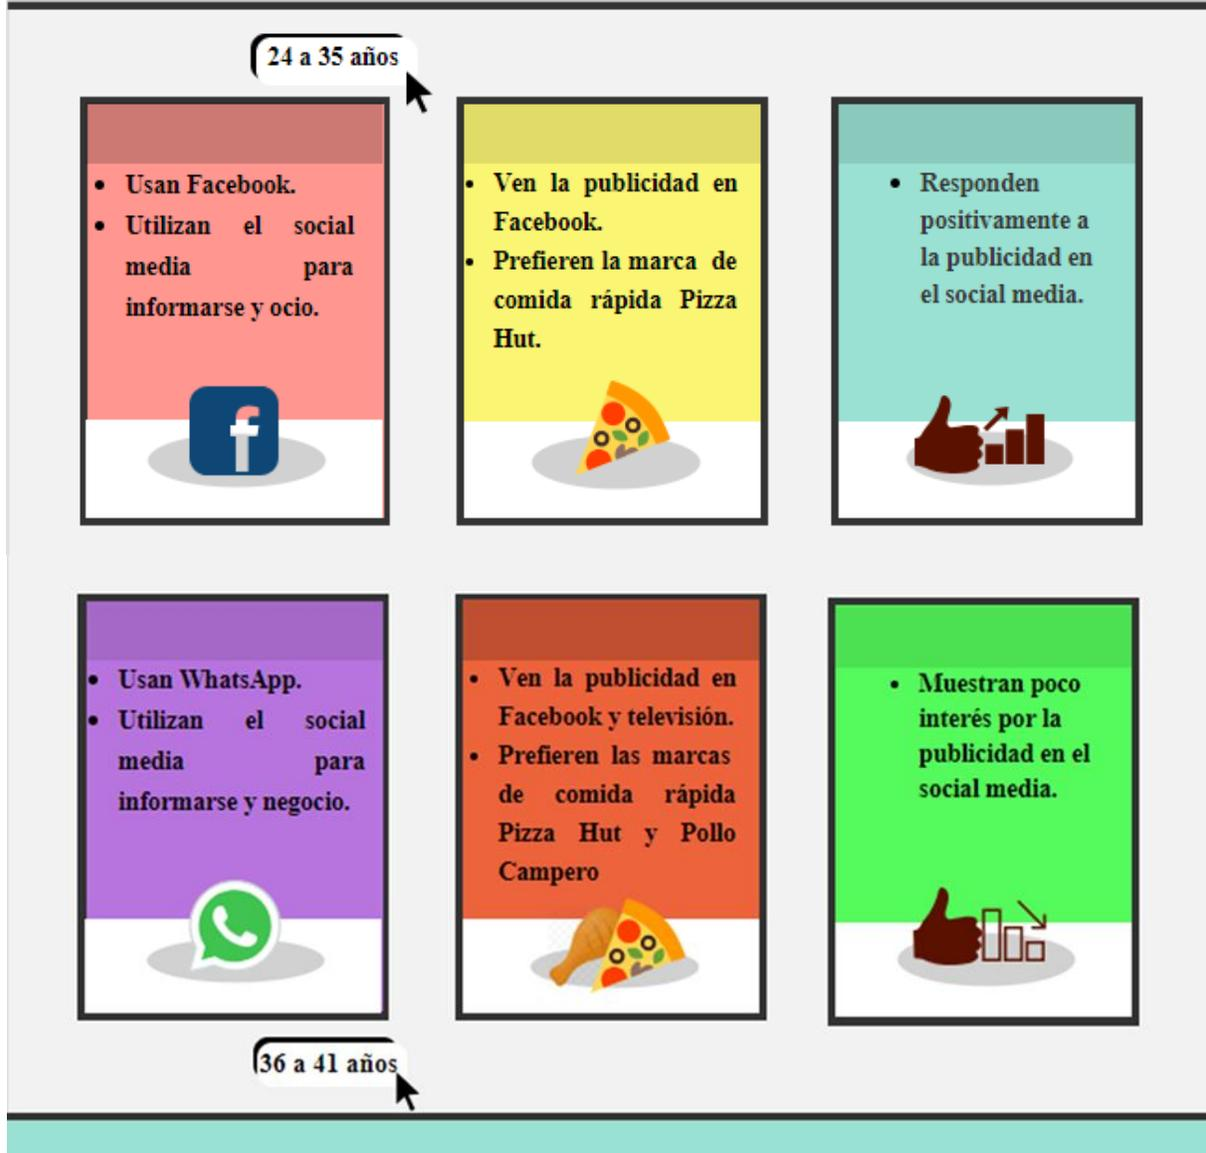 24 a 35 años
• Usan Facebook.
• Utilizan el social
media para
informarse y ocio.
• Ven la publicidad en
Facebook.
• Prefieren la marca de
comida rápida Pizza
Hut.
• Responden
positivamente a
la publicidad en
el social media.
• Usan WhatsApp.
• Utilizan el social
media para
informarse y negocio.
• Ven la publicidad en
Facebook y televisión.
• Prefieren las marcas
de comida rápida
Pizza Hut y Pollo
Campero
• Muestran poco
interés por la
publicidad en el
social media.
36 a 41 años